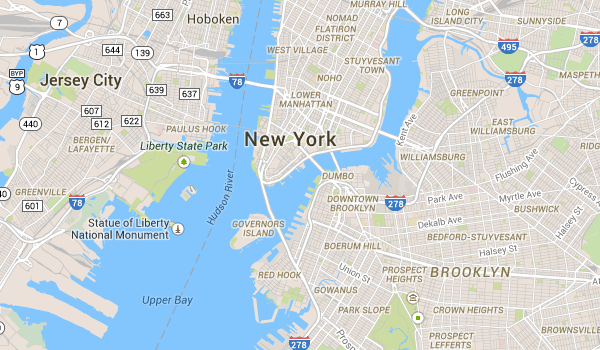 Hoboken
7
NOMAD
FLATIRON
DISTRICT
LONG
ISLAND CITY
SUNNYSIDE
1
663
644
139
WEST VILLAGE
495
278
STUYVESANT
TOWN
BYP
9
Jersey City
78
NOHO
278
MASPETH
639
637
LOWER
MANHATTAN
GREENPOINT
607
612
622
440
PAULUS HOOK
Kent Ave
EAST
WILLIAMSBURG
BERGEN/
LAFAYETTE
Liberty State Park
New York
WILLIAMSBURG
Flushing Ave
GREENVILLE
601
78
Hudson River
DUMBO
DOWNTOWN
BROOKLYN
278
Park Ave
Myrtle Ave
Cypress A
BUSHWICK
Statue of Liberty
National Monument
GOVERNORS
ISLAND
Dekalb Ave
Halsey St
BEDFORD-STUYVESANT
BOERUM HILL
Halsey St
RED HOOK
Union St
PROSPECT
HEIGHTS
BROOKLYN
Upper Bay
GOWANUS
PARK SLOPE
CROWN HEIGHTS
BROWNSVILLE
278
Prosp
PROSPECT
LEFFERTS